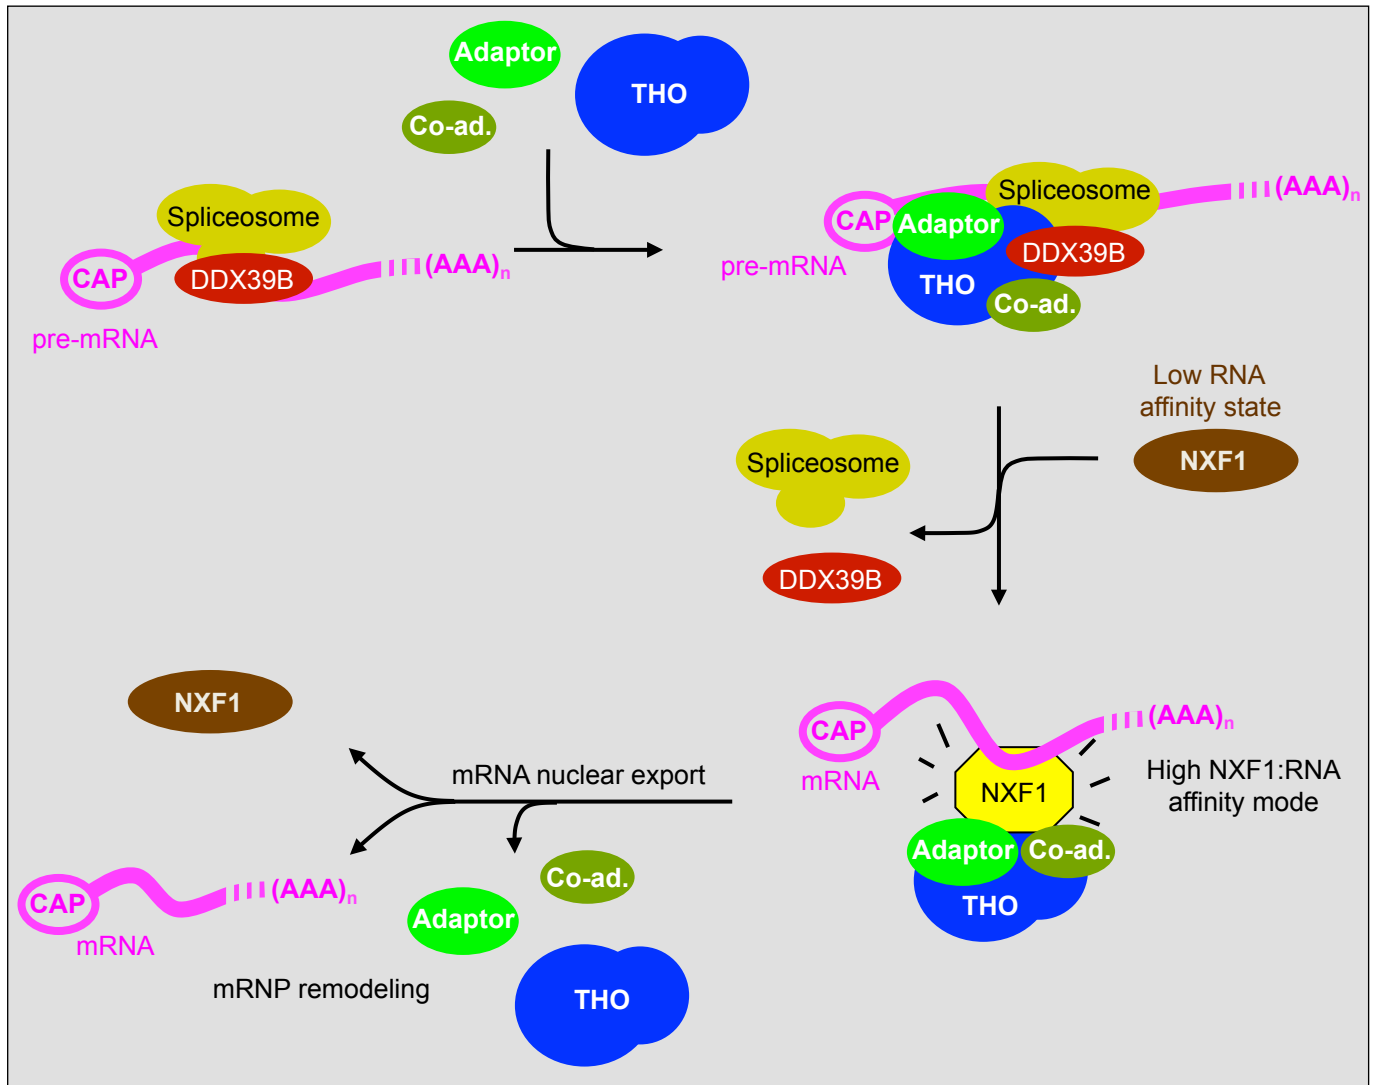 Adaptor
THO
Co-ad.
Spliceosome
DDX39B
CAP
(AAA)n
pre-mRNA
Spliceosome
(AAA)n
CAP
Adaptor
DDX39B
pre-mRNA
THO
Co-ad.
Low RNA
affinity state
NXF1
Spliceosome
DDX39B
NXF1
CAP
(AAA)n
mRNA
NXF1
High NXF1:RNA
affinity mode
Adaptor
Co-ad.
THO
mRNA nuclear export
CAP
(AAA)n
mRNA
Co-ad.
Adaptor
THO
mRNP remodeling